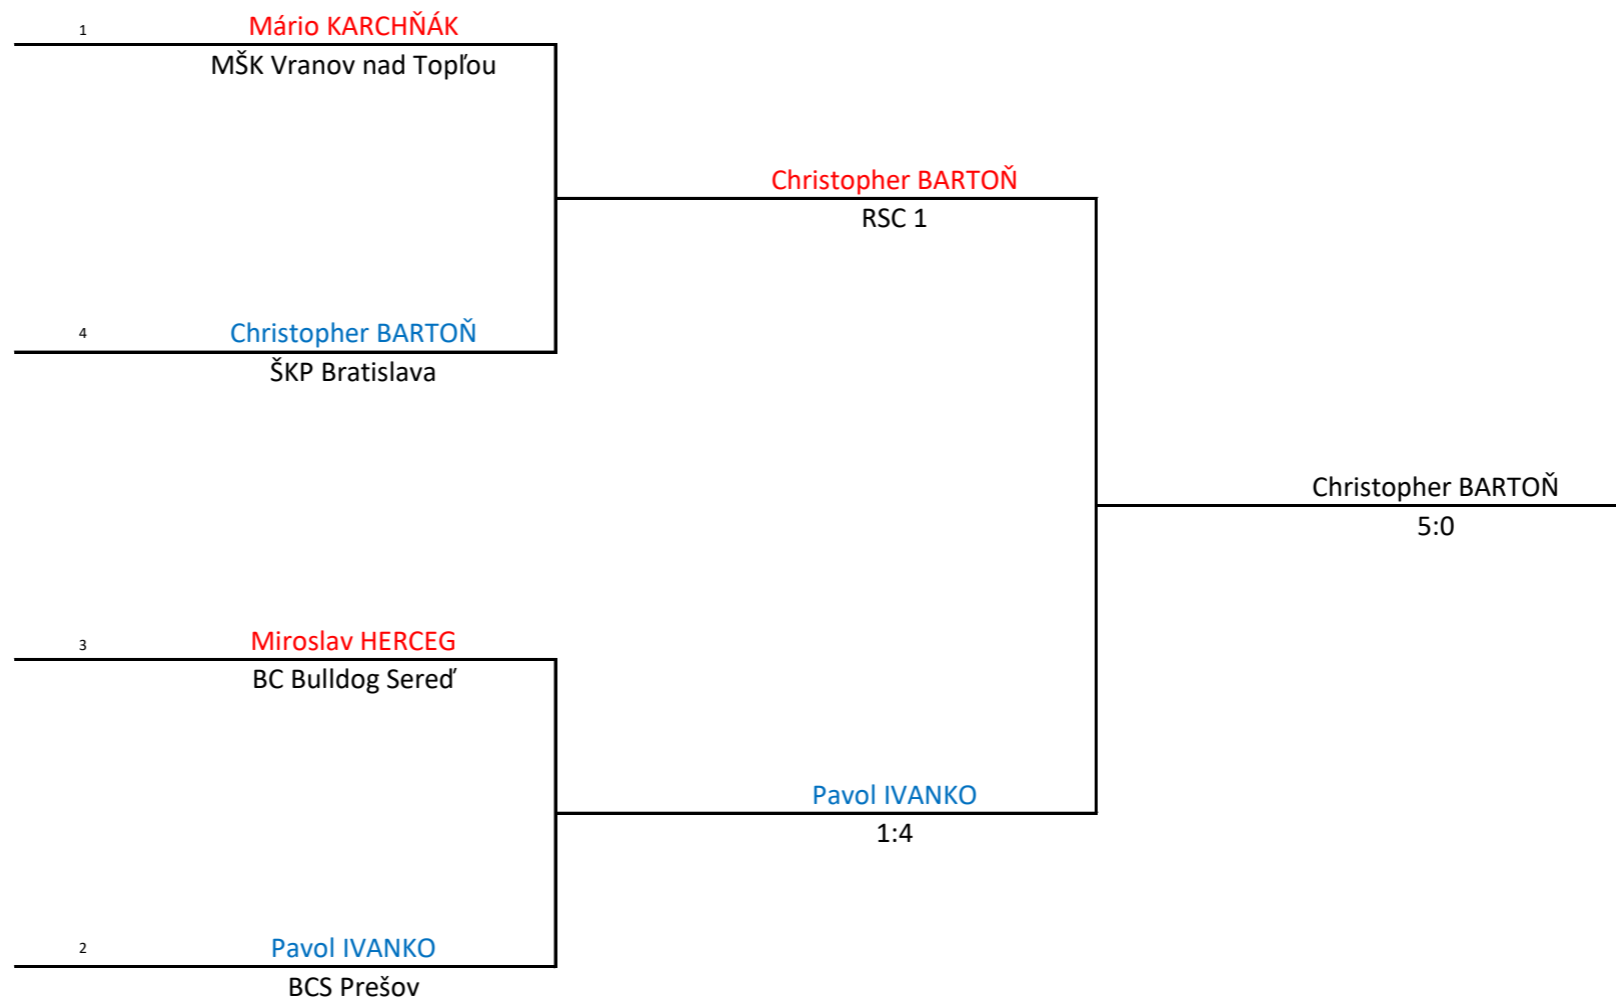 1
Mário KARCHŇÁK
MŠK Vranov nad Topľou
Christopher BARTOŇ
RSC 1
4
Christopher BARTOŇ
ŠKP Bratislava
Christopher BARTOŇ
5:0
3
Miroslav HERCEG
BC Bulldog Sereď
Pavol IVANKO
1:4
2
Pavol IVANKO
BCS Prešov